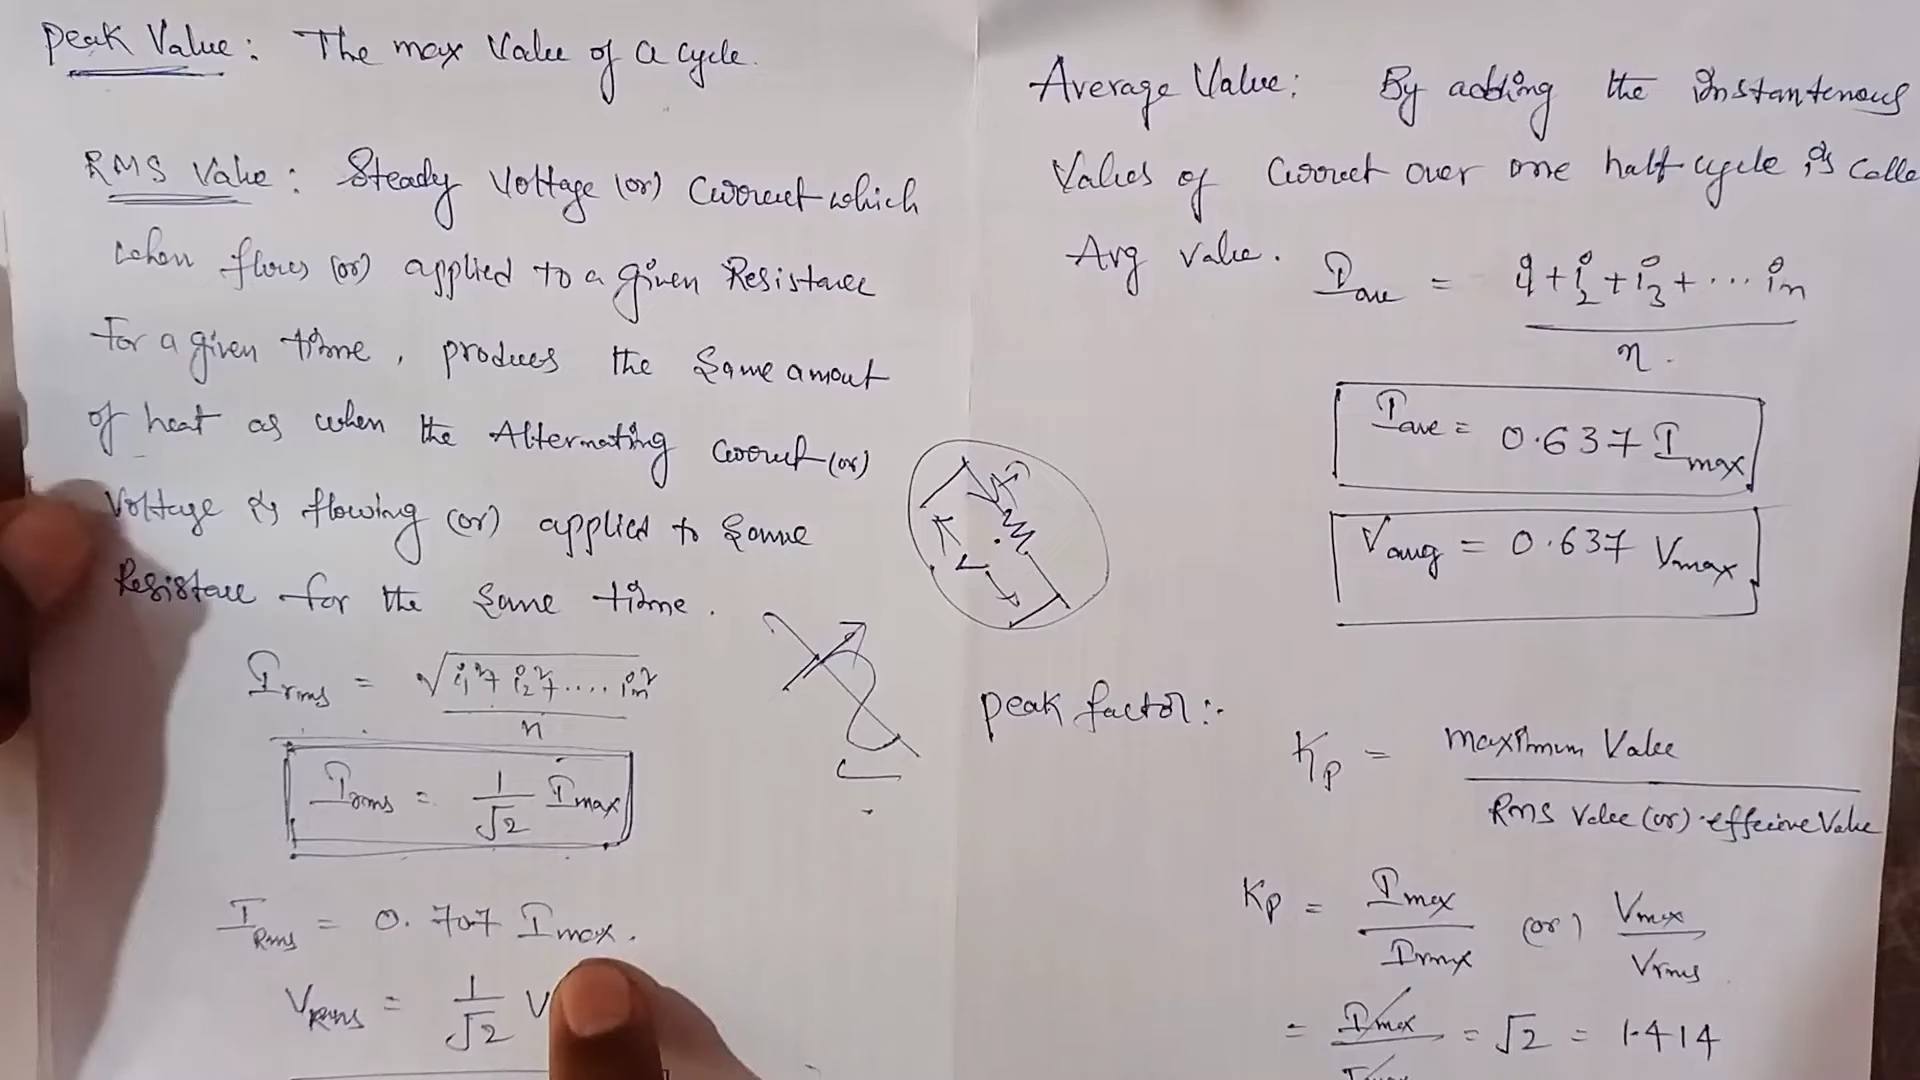 Peak Value: The max Value of a cycle.
RMS Value: Steady Voltage (or) Current which
when flows (or) applied to a given Resistance
For a given time, produces the Same amout
of heat as when the Alternating current (or)
Voltage is flowing (or) applied to Same
Resistace for the same time.
Irms = √i₁²+ i₂²+.... in²
n
Irms = 1/√2 Imax
IRms = 0.707 Imax.
VRms = 1/√2 V
Average Value: By adding the Instantenous
Values of Current over one half cycle is calle
Avg value. Iave = i₁+i₂+i₃+...in
n.
Iave = 0.637 Imax
Vavg = 0.637 Vmax
Peak factor:-
Kp = maximum Value
Rms Value (or) effecive Value
Kp = Imax/Irmx (or) Vmax/Vrms
= Imax = √2 = 1.414